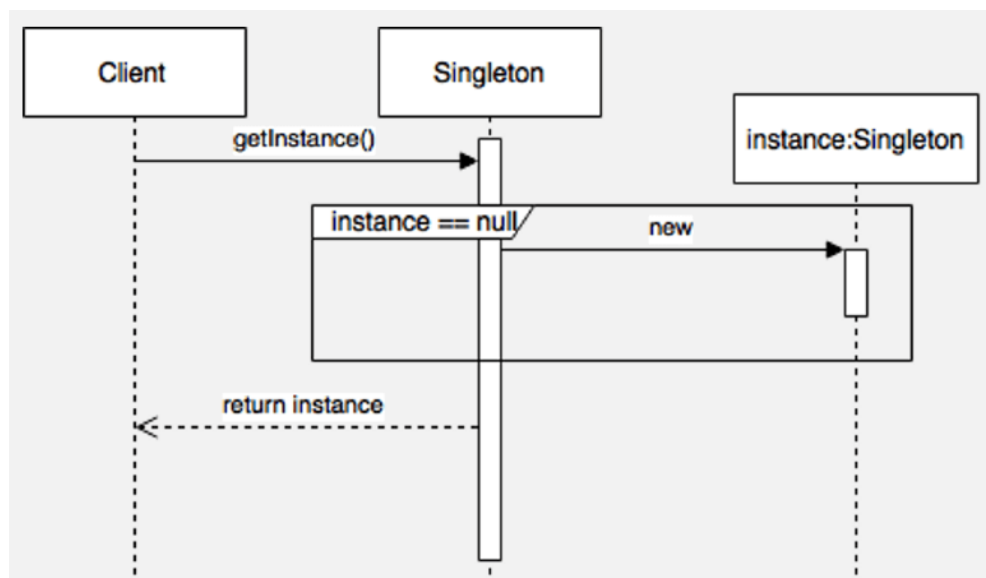 Client
Singleton
instance:Singleton
getInstance()
instance == null
new
return instance